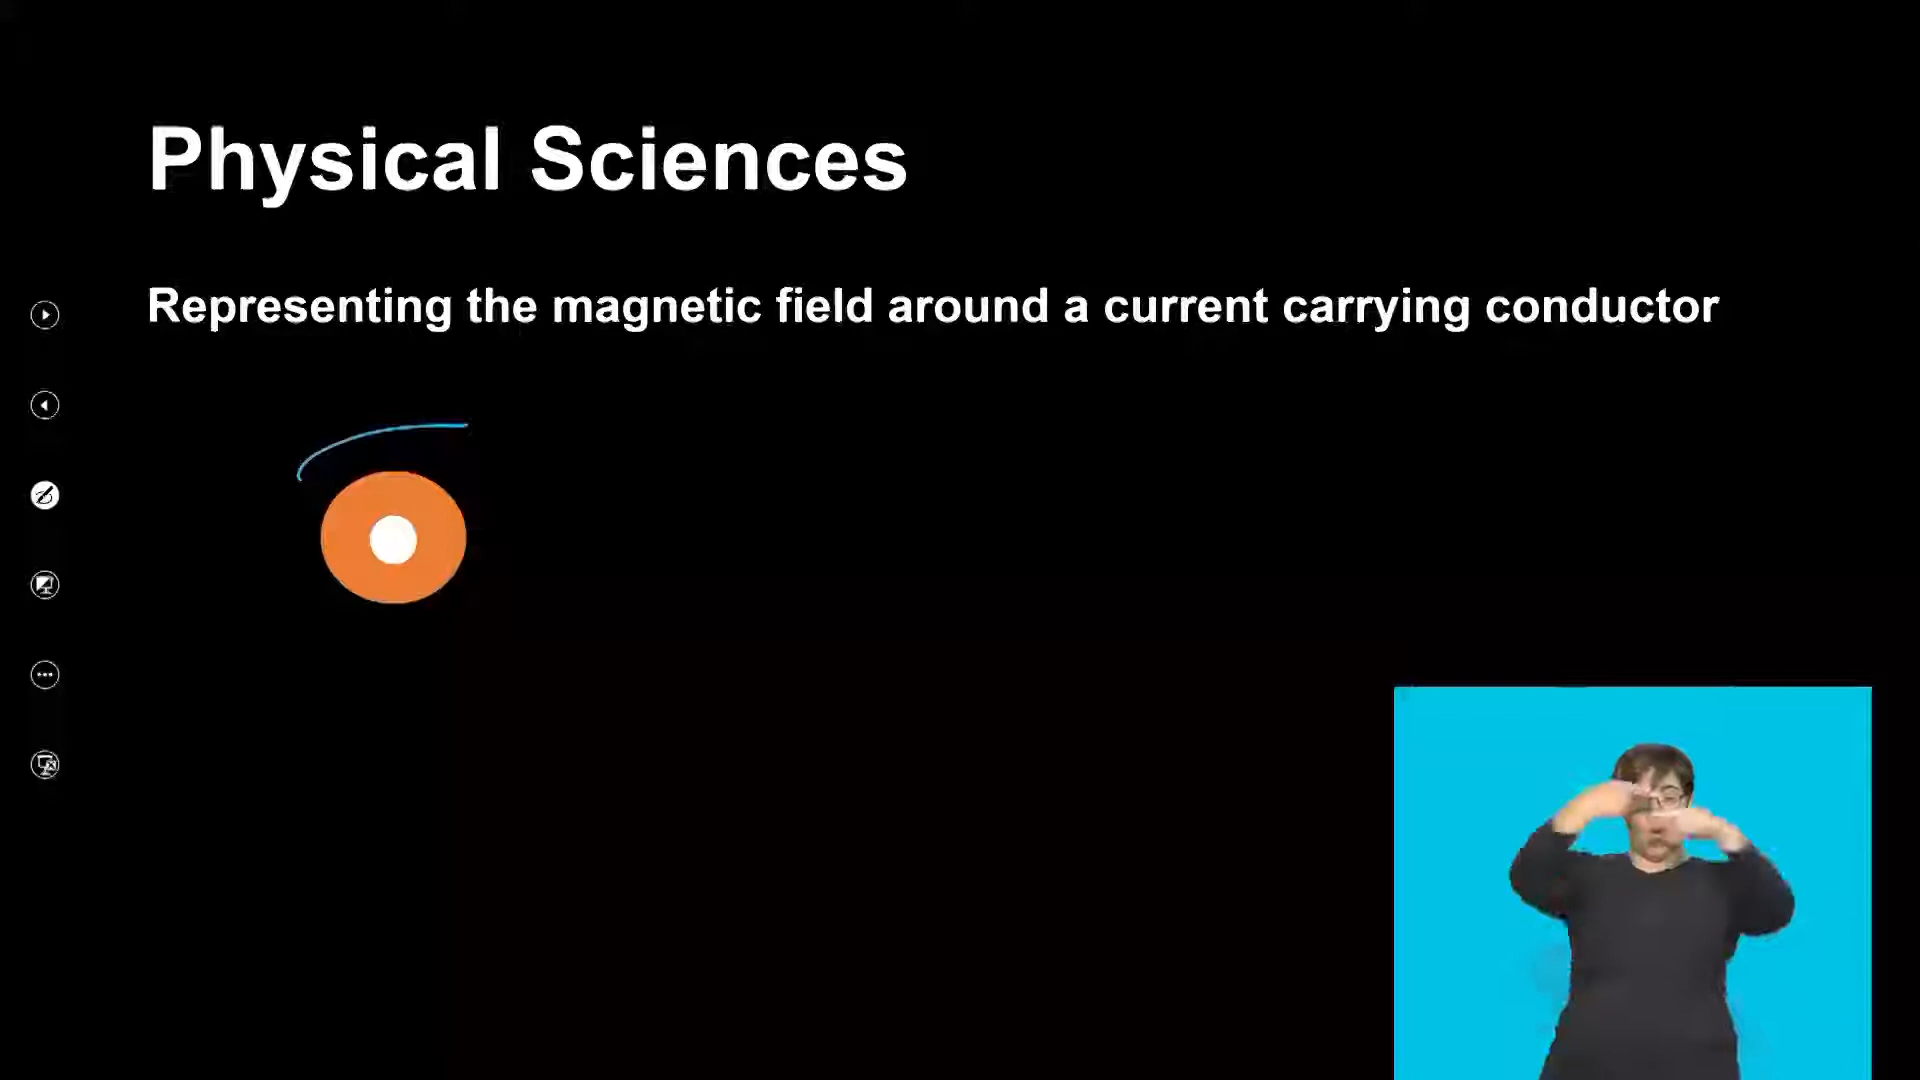 Physical Sciences
Representing the magnetic field around a current carrying conductor